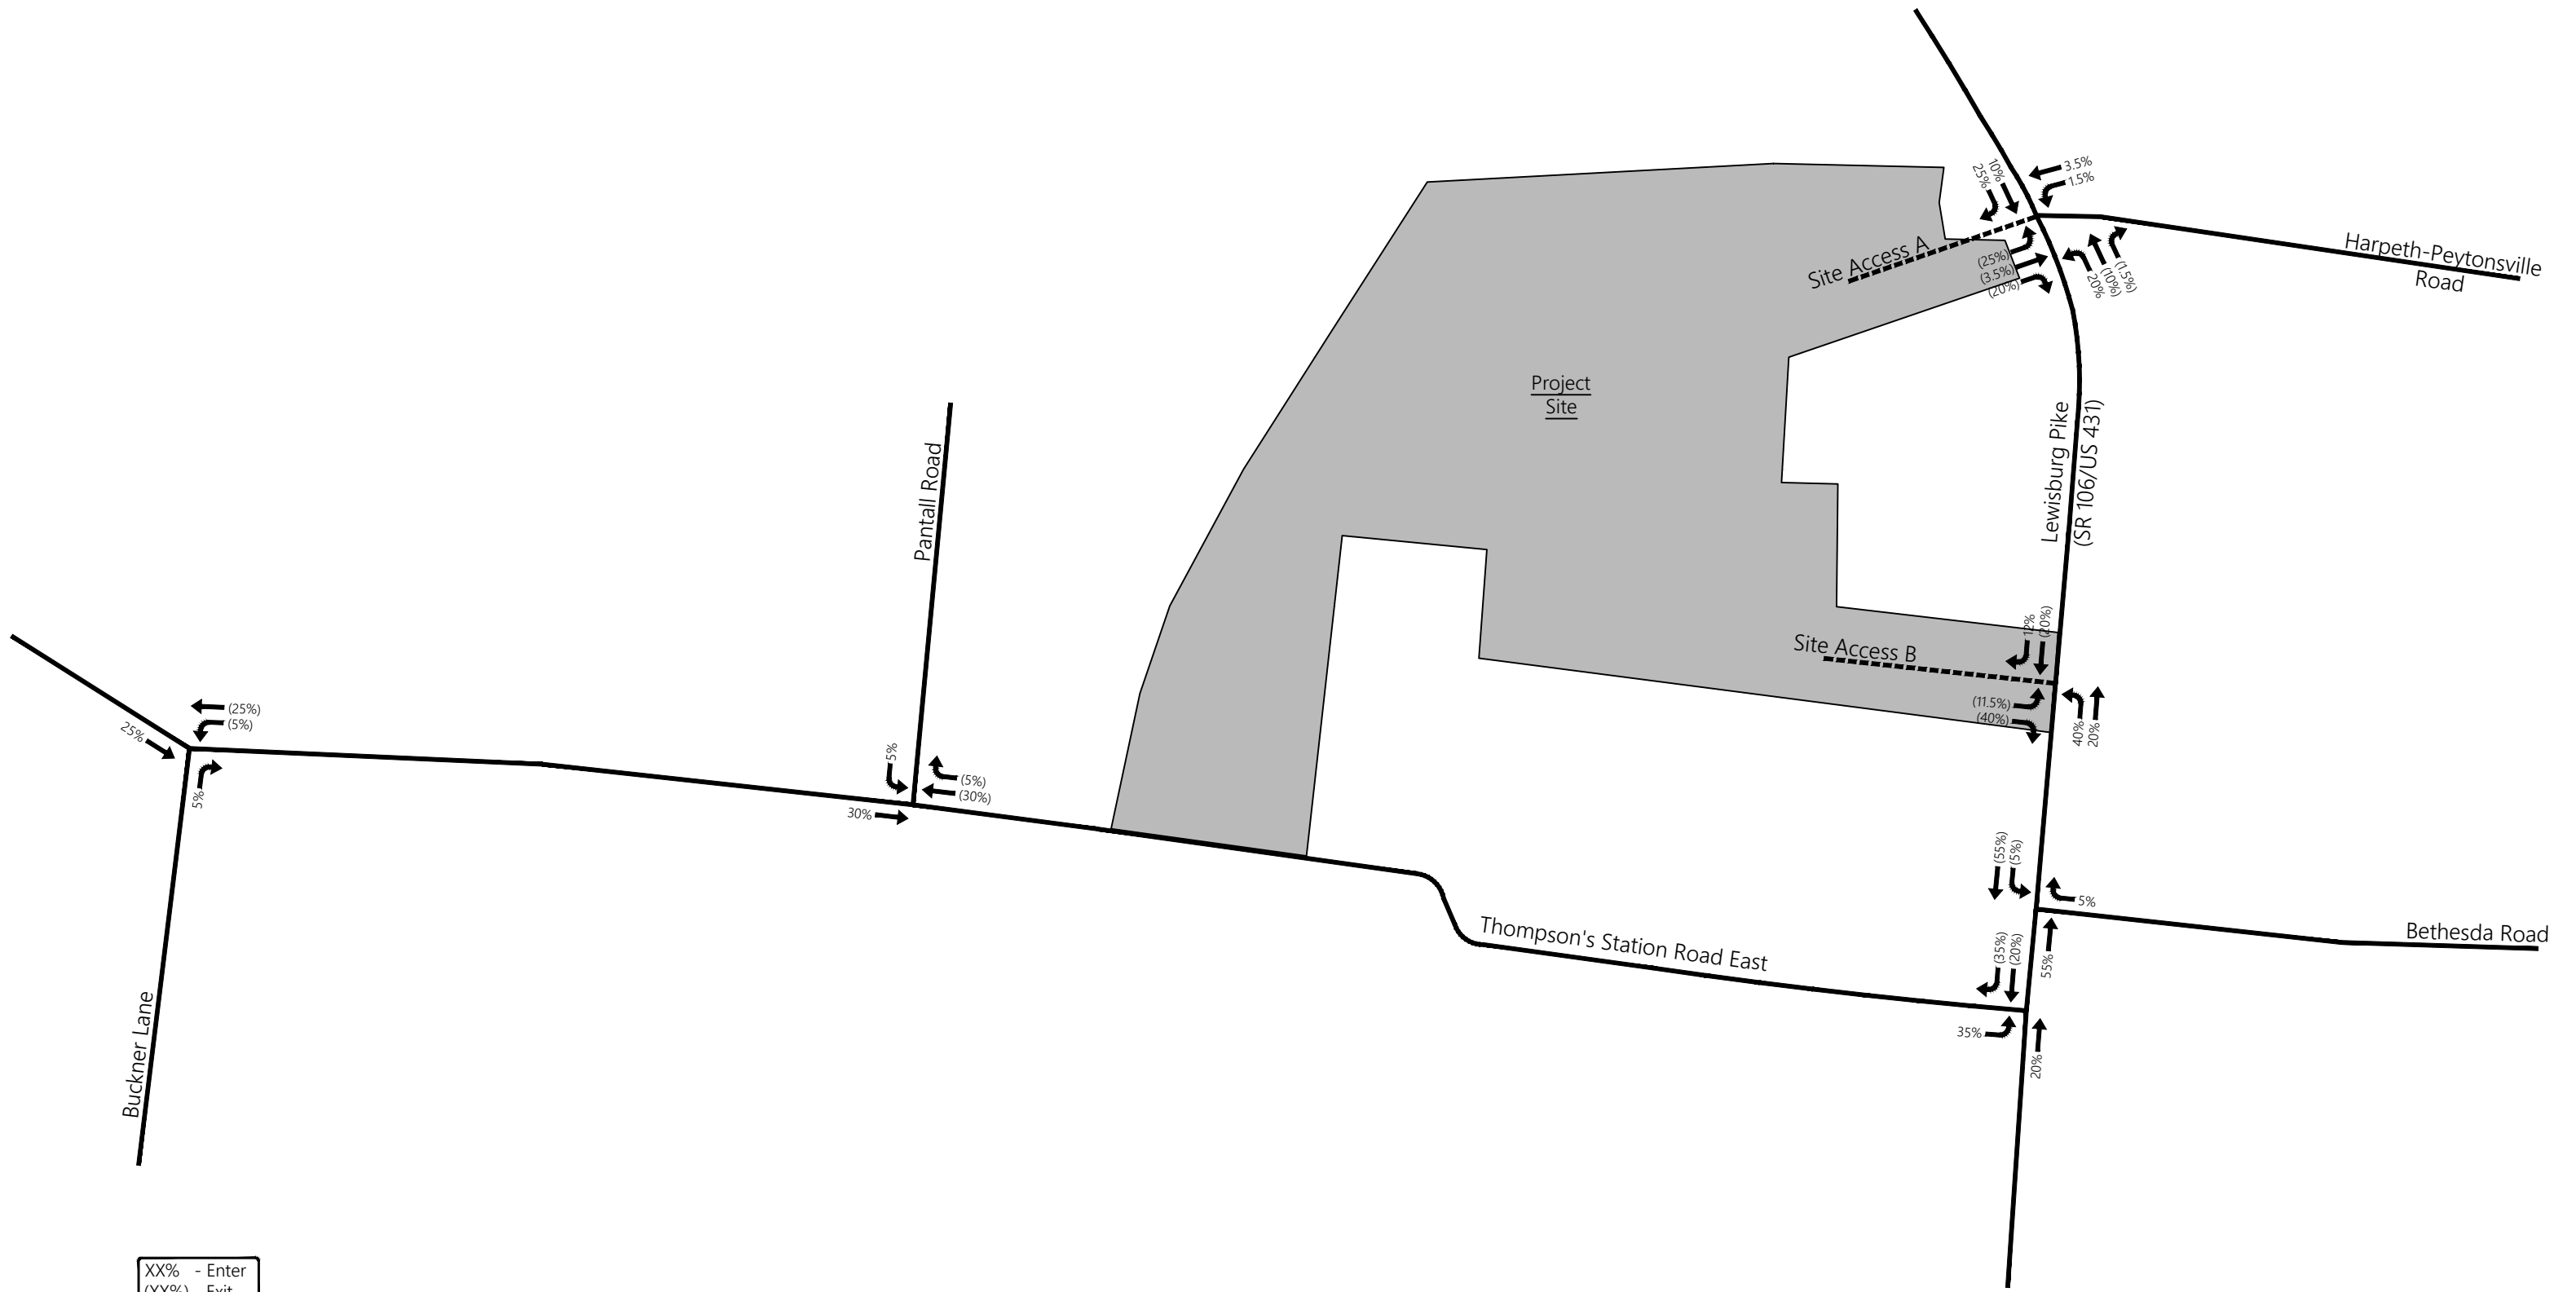 3.5%
1.5%
10%
25%
Harpeth-Peytonsville
Road
Site Access A
(25%)
(3.5%)
(20%)
20%
(10%)
(1.5%)
Project
Site
Lewisburg Pike
(SR 106/US 431)
Pantall Road
12%
(20%)
Site Access B
(11.5%)
(40%)
40%
20%
25%
(25%)
(5%)
5%
5%
(5%)
(30%)
30%
(55%)
(5%)
5%
Bethesda Road
Thompson's Station Road East
(35%)
(20%)
55%
35%
20%
Buckner Lane
XX% - Enter
(XX%) - Exit